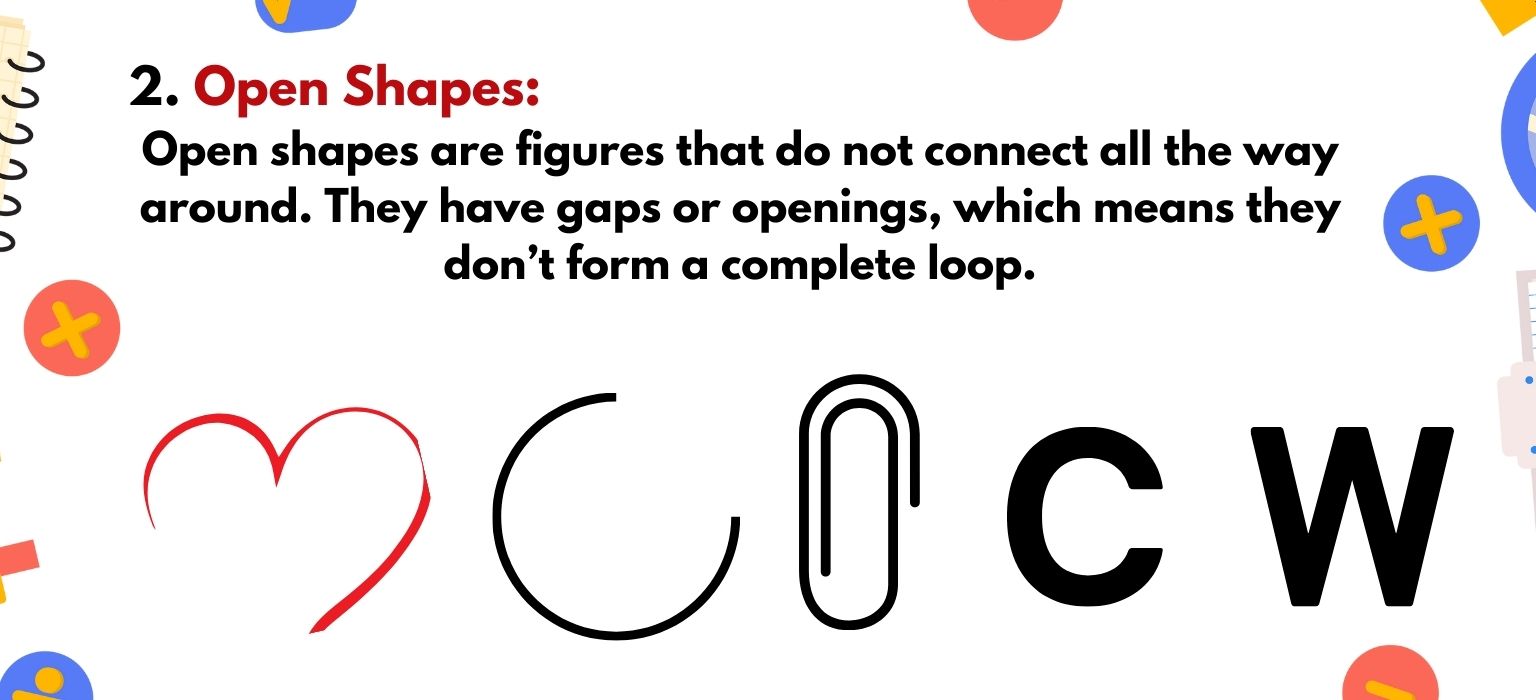 2. Open Shapes:
Open shapes are figures that do not connect all the way
around. They have gaps or openings, which means they
don’t form a complete loop.
C W